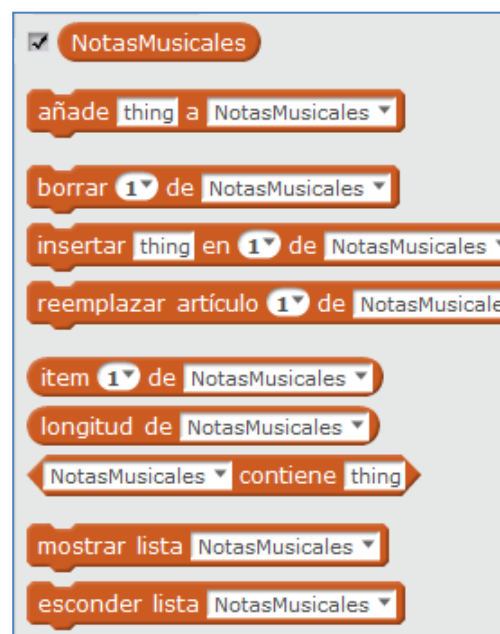 NotasMusicales
añade thing a NotasMusicales
borrar 1 de NotasMusicales
insertar thing en 1 de NotasMusicales
reemplazar artículo 1 de NotasMusicale
item 1 de NotasMusicales
longitud de NotasMusicales
NotasMusicales contiene thing
mostrar lista NotasMusicales
esconder lista NotasMusicales